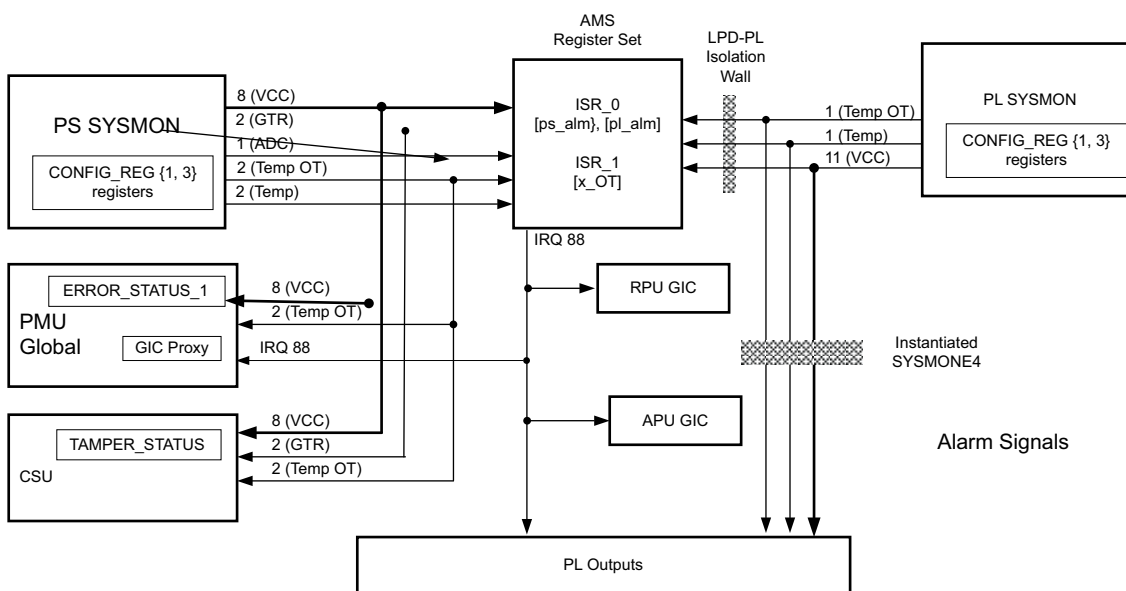 AMS
Register Set
LPD-PL
Isolation
Wall
PS SYSMON
CONFIG_REG {1, 3}
registers
8 (VCC)
2 (GTR)
1 (ADC)
2 (Temp OT)
2 (Temp)
ISR_0
[ps_alm}, [pl_alm]
ISR_1
[x_OT]
1 (Temp OT)
1 (Temp)
11 (VCC)
PL SYSMON
CONFIG_REG {1, 3}
registers
IRQ 88
ERROR_STATUS_1
PMU
Global
GIC Proxy
8 (VCC)
2 (Temp OT)
IRQ 88
RPU GIC
Instantiated
SYSMONE4
TAMPER_STATUS
CSU
8 (VCC)
2 (GTR)
2 (Temp OT)
APU GIC
Alarm Signals
PL Outputs